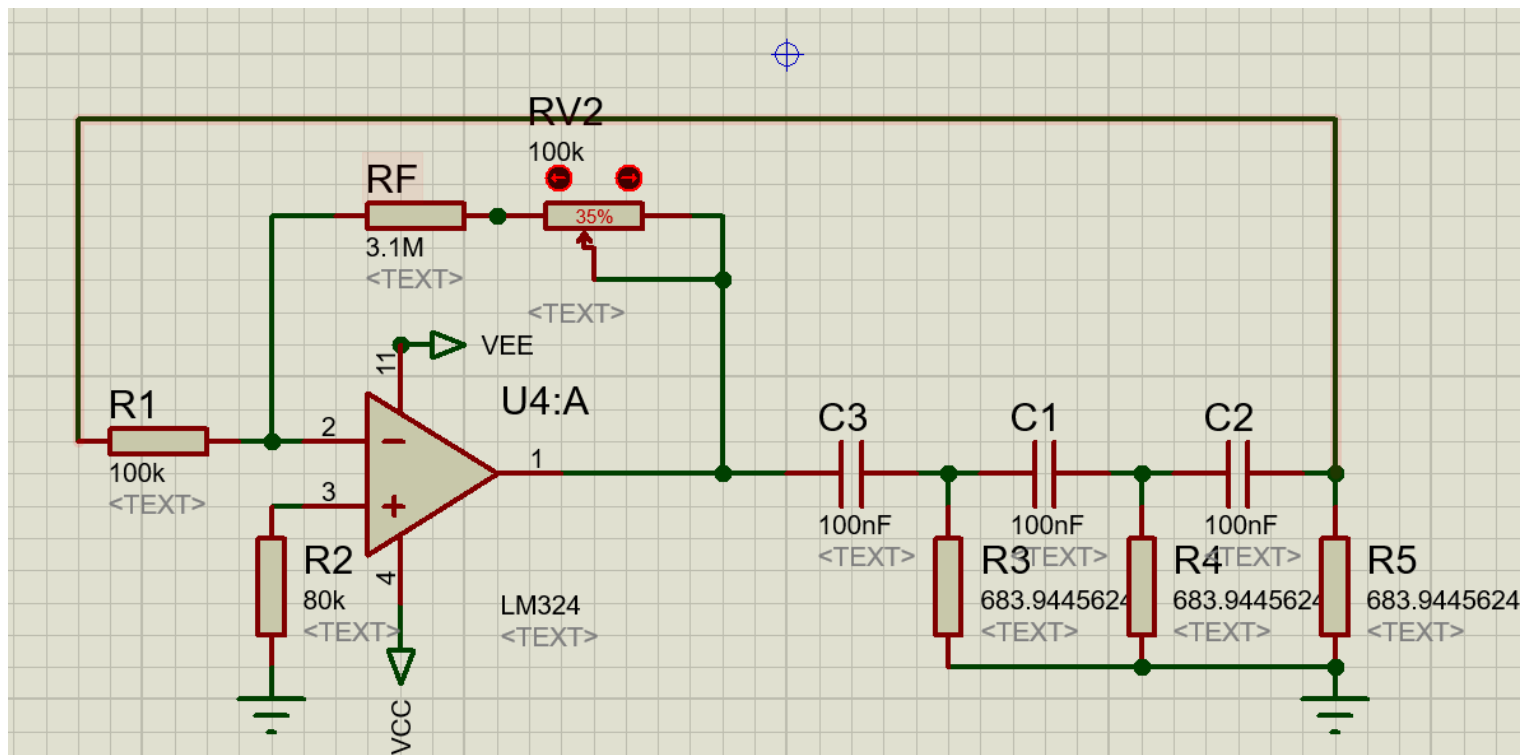 RV2
100k
RF
35%
3.1M
<TEXT>
<TEXT>
11
VEE
R1
2
U4:A
C3
C1
C2
1
100k
<TEXT>
3
100nF
100nF
100nF
<TEXT>
<TEXT>
<TEXT>
R2
4
R3
R4
R5
80k
LM324
683.9445624
683.9445624
683.9445624
<TEXT>
<TEXT>
<TEXT>
<TEXT>
<TEXT>
VCC